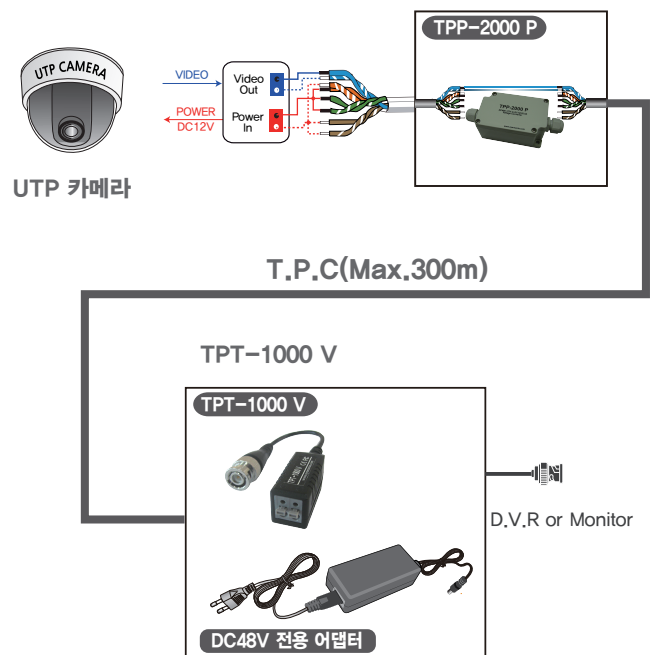 TPP-2000 P
UTP CAMERA
VIDEO
Video
Out
POWER
DC12V
Power
In
TPP-2000 P
UTP 카메라
T.P.C(Max.300m)
TPT-1000 V
TPT-1000 V
D.V.R or Monitor
DC48V 전용 어댑터